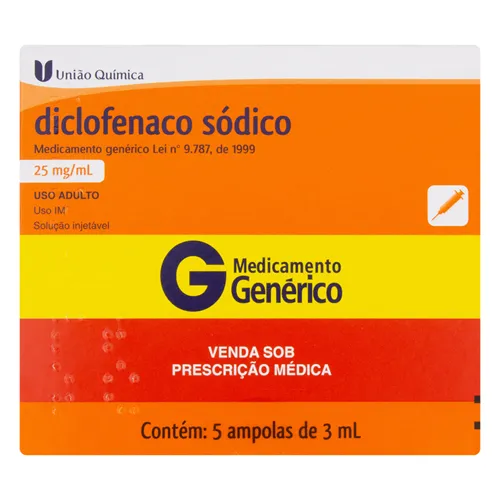 União Química
diclofenaco sódico
Medicamento genérico Lei n° 9.787, de 1999
25 mg/mL
USO ADULTO
Uso IM
Solução injetável
G Medicamento
Genérico
VENDA SOB
PRESCRIÇÃO MÉDICA
Contém: 5 ampolas de 3 mL